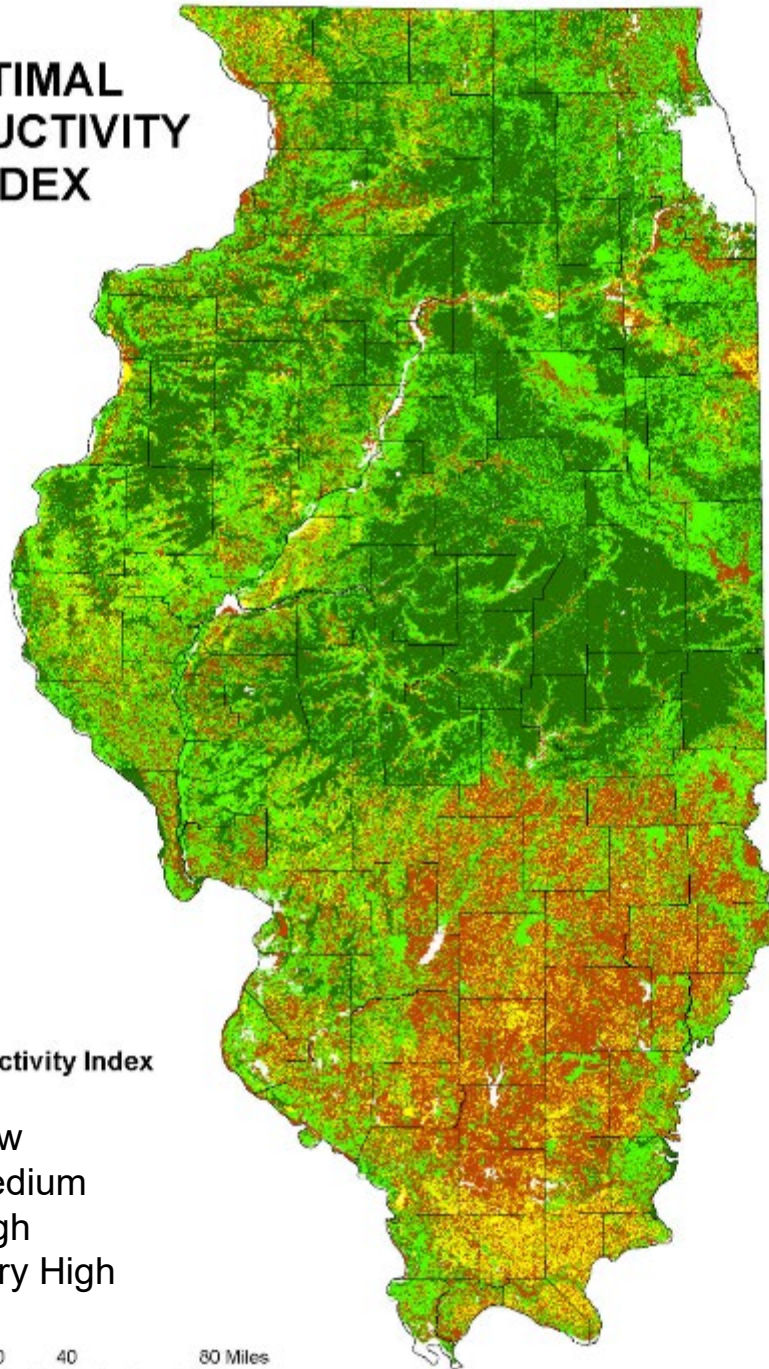 TIMAL
UCTIVITY
DEX
ctivity Index
w
edium
gh
ry High
0 40 80 Miles